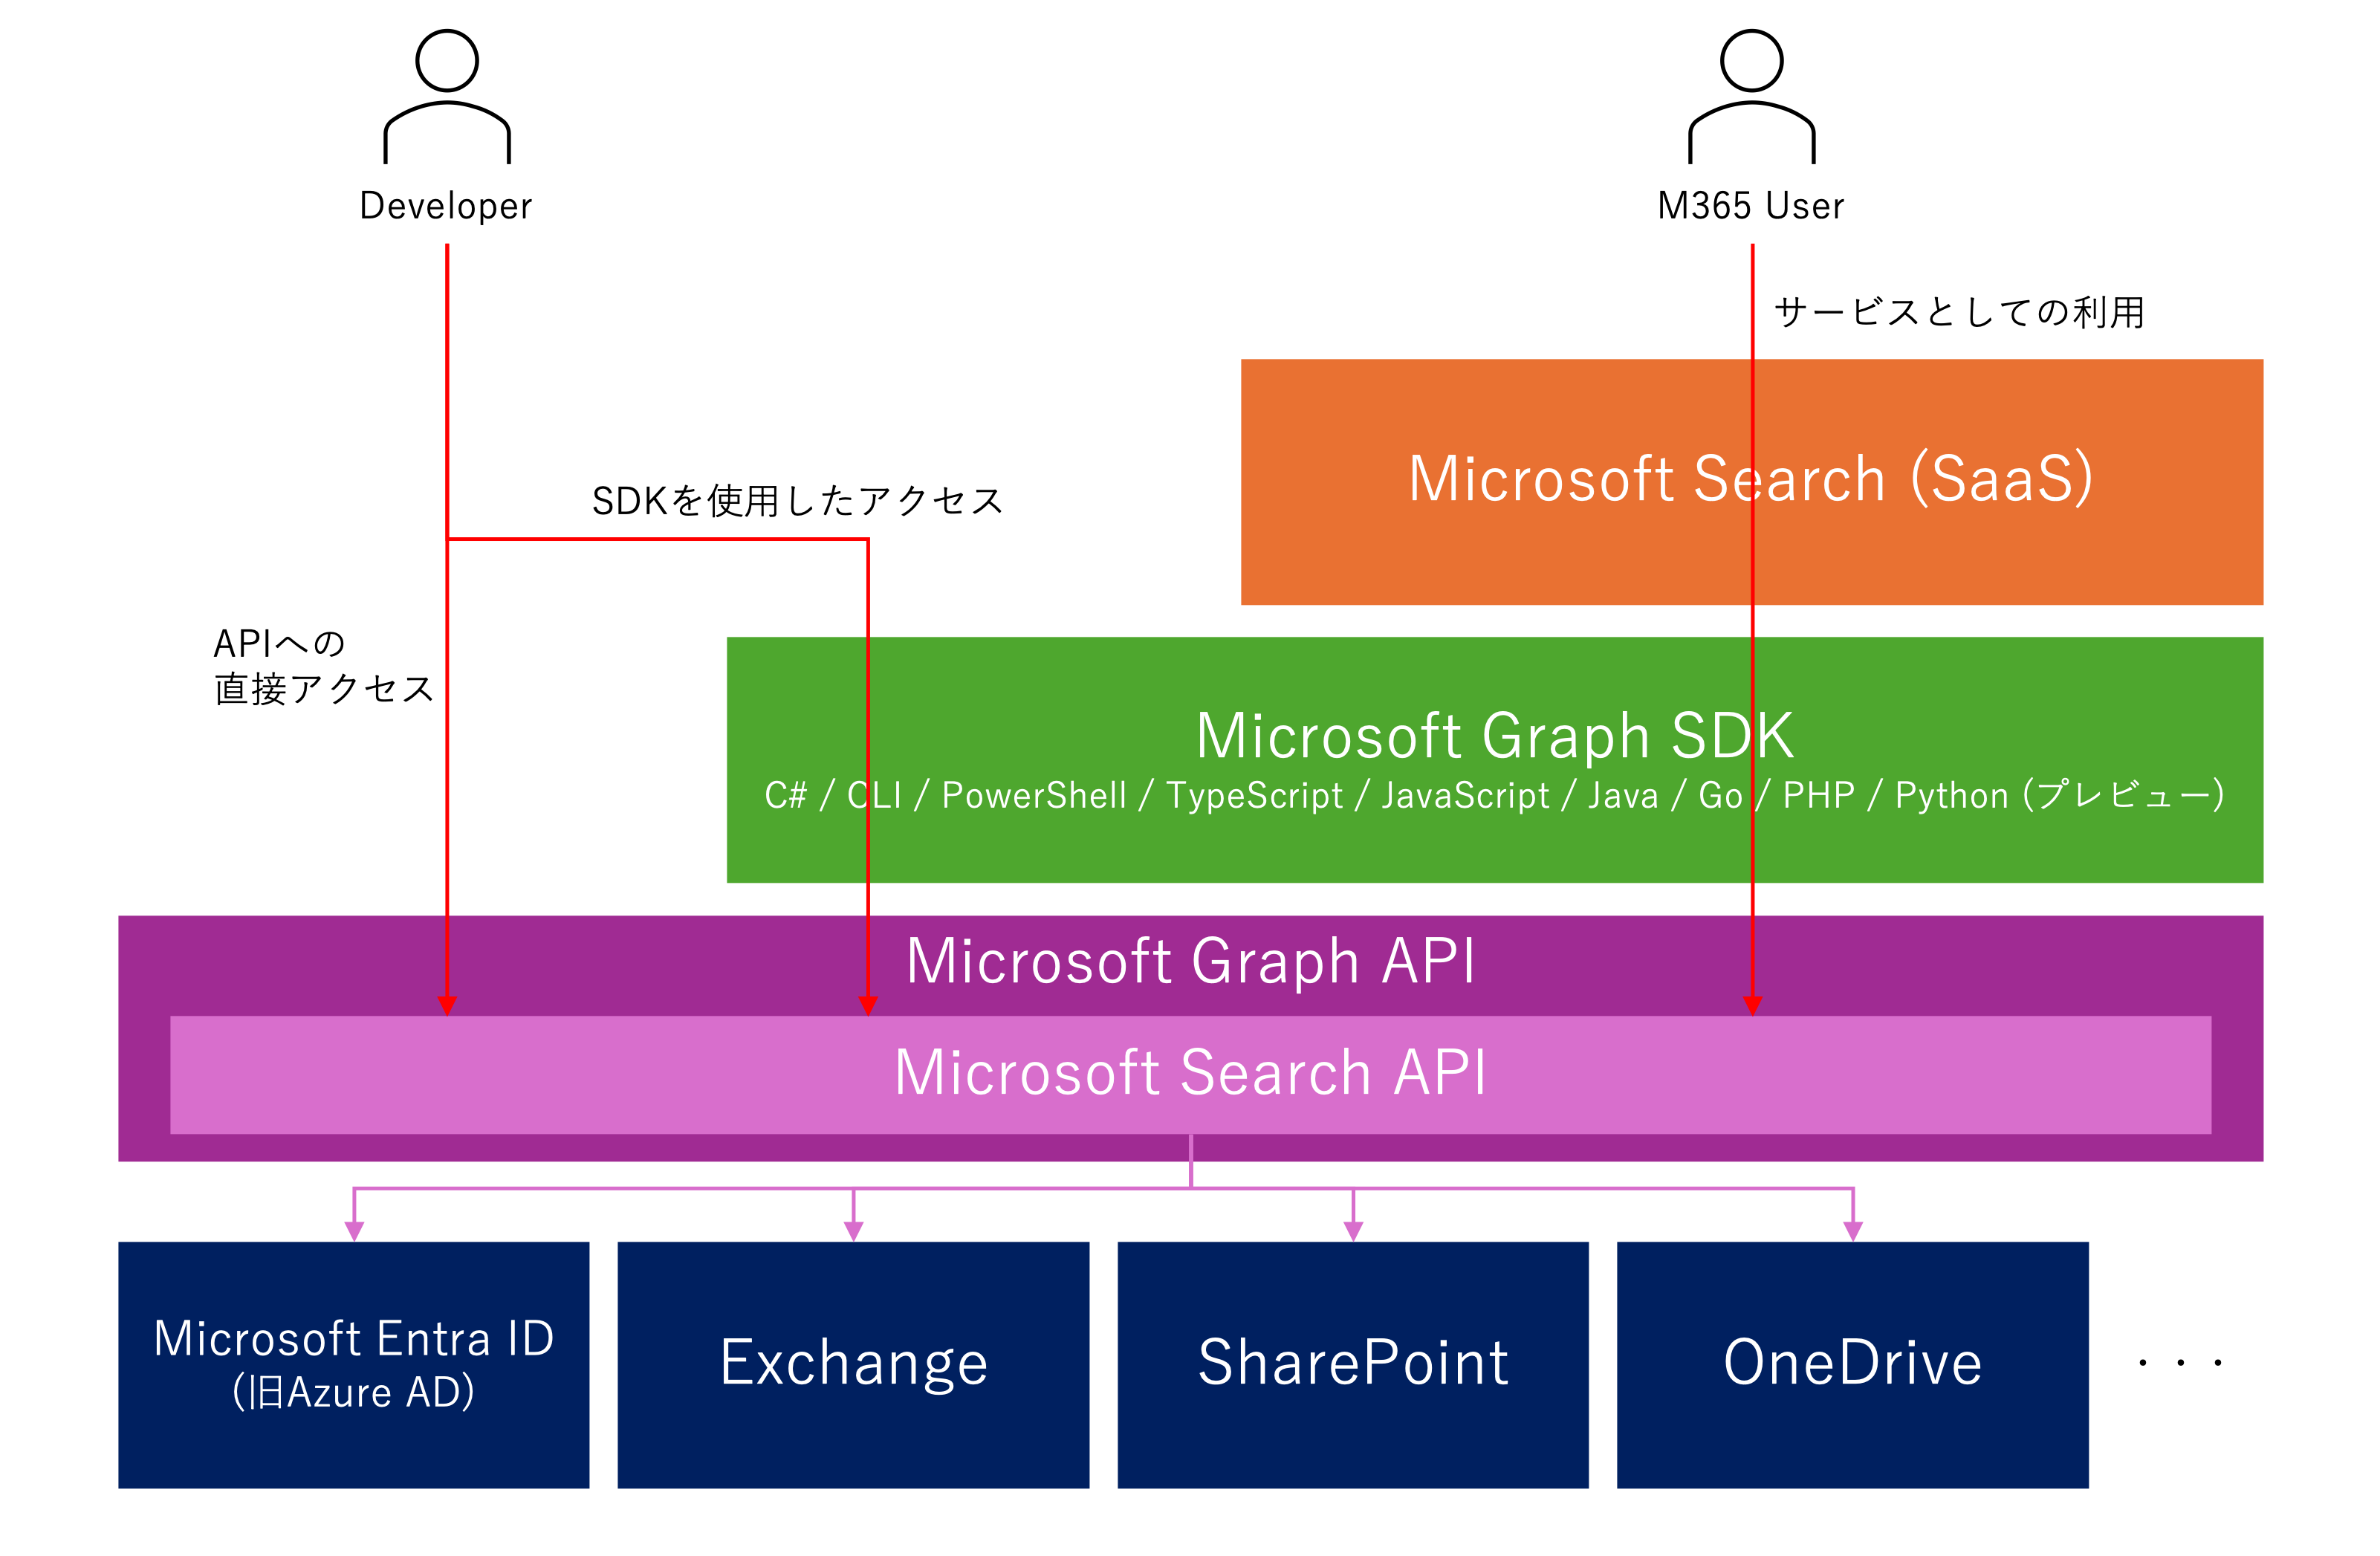 Developer
M365 User
サービスとしての利用
Microsoft Search (SaaS)
SDKを使用したアクセス
APIへの
直接アクセス
Microsoft Graph SDK
C# / CLI / PowerShell / TypeScript / JavaScript / Java / Go / PHP / Python (プレビュー)
Microsoft Graph API
Microsoft Search API
Microsoft Entra ID
(旧Azure AD)
Exchange
SharePoint
OneDrive
・・・